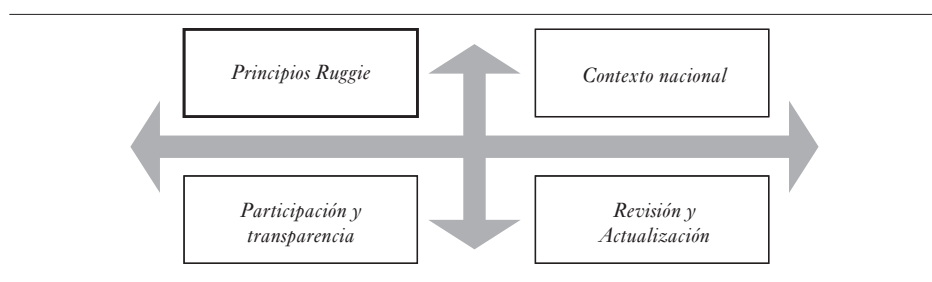 Principios Ruggie
Contexto nacional
Participación y
transparencia
Revisión y
Actualización